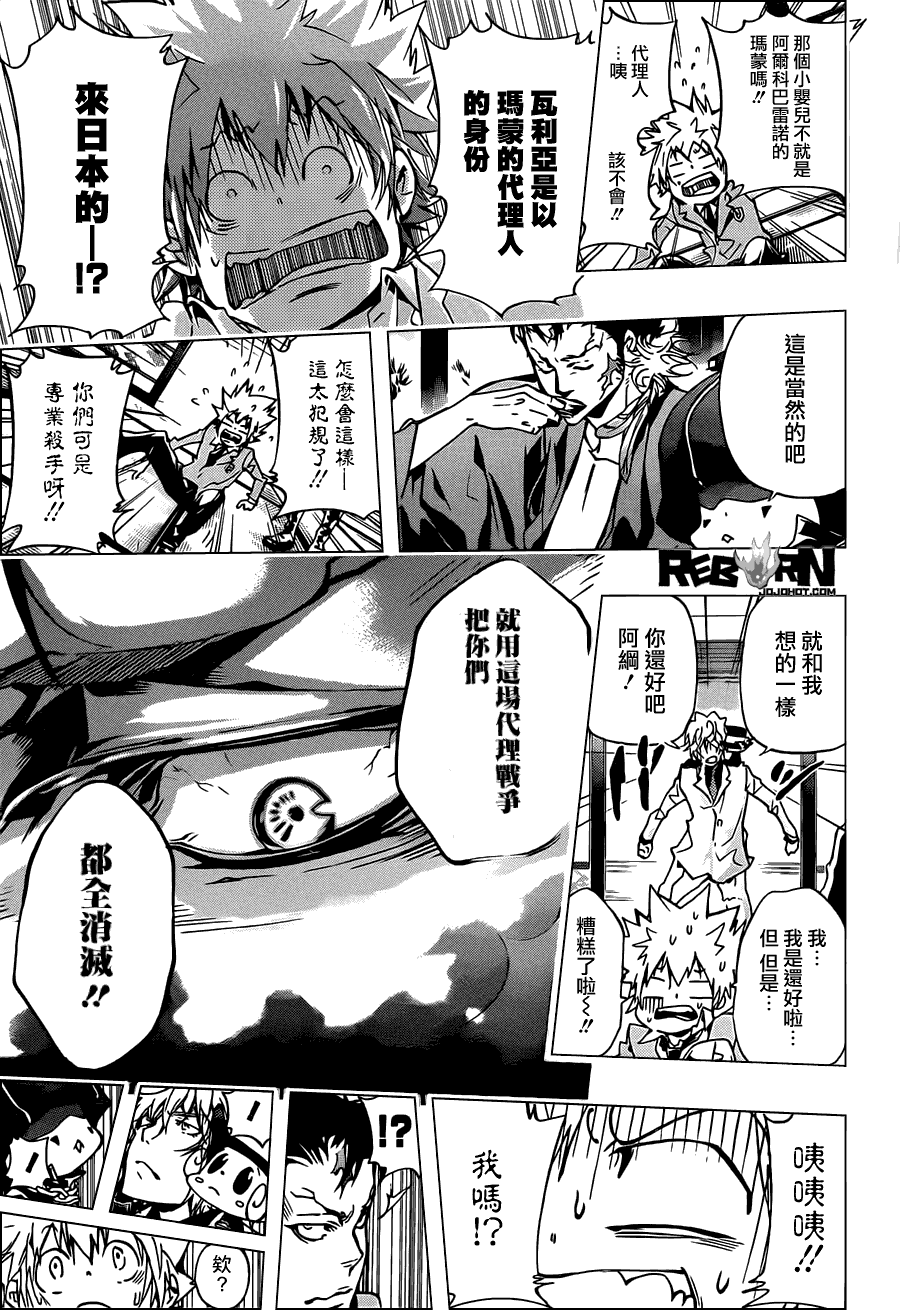 那個小嬰兒不就是
阿爾科巴雷諾的
瑪蒙嗎!!
代理人
…咦
該不會!!
瓦利亞是以
瑪蒙的代理人
的身份
來日本的—!?
這是當然的吧
怎麼會這樣—
這太犯規了!!
你們可是
專業殺手呀!!
REBORN
JOJOHOT.COM
就和我
想的一樣
你還好吧
阿綱!
我…
我是還好啦…
但但是…
糟糕了啦~!!
就用這場代理戰爭
把你們
都全消滅!!
咦咦咦!!
我嗎!?
!?
欸?